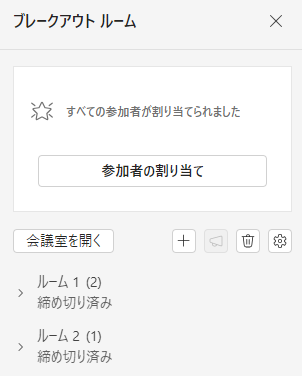 ブレークアウト ルーム
すべての参加者が割り当てられました
参加者の割り当て
会議室を開く
ルーム 1 (2)
締め切り済み
ルーム 2 (1)
締め切り済み